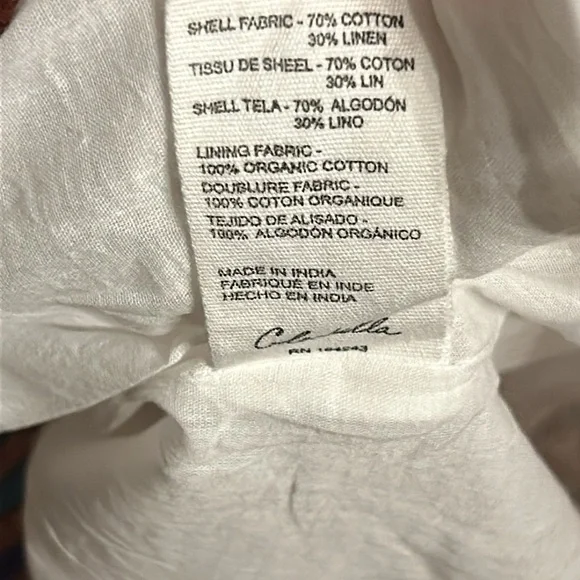 SHELL FABRIC - 70% COTTON
30% LINEN
TISSU DE SHEEL - 70% COTON
30% LIN
SHELL TELA - 70% ALGODÓN
30% LINO
LINING FABRIC -
100% ORGANIC COTTON
DOUBLURE FABRIC -
100% COTON ORGANIQUE
TEJIDO DE ALISADO -
100% ALGODÓN ORGÁNICO
MADE IN INDIA
FABRIQUÉ EN INDE
HECHO EN INDIA
RN